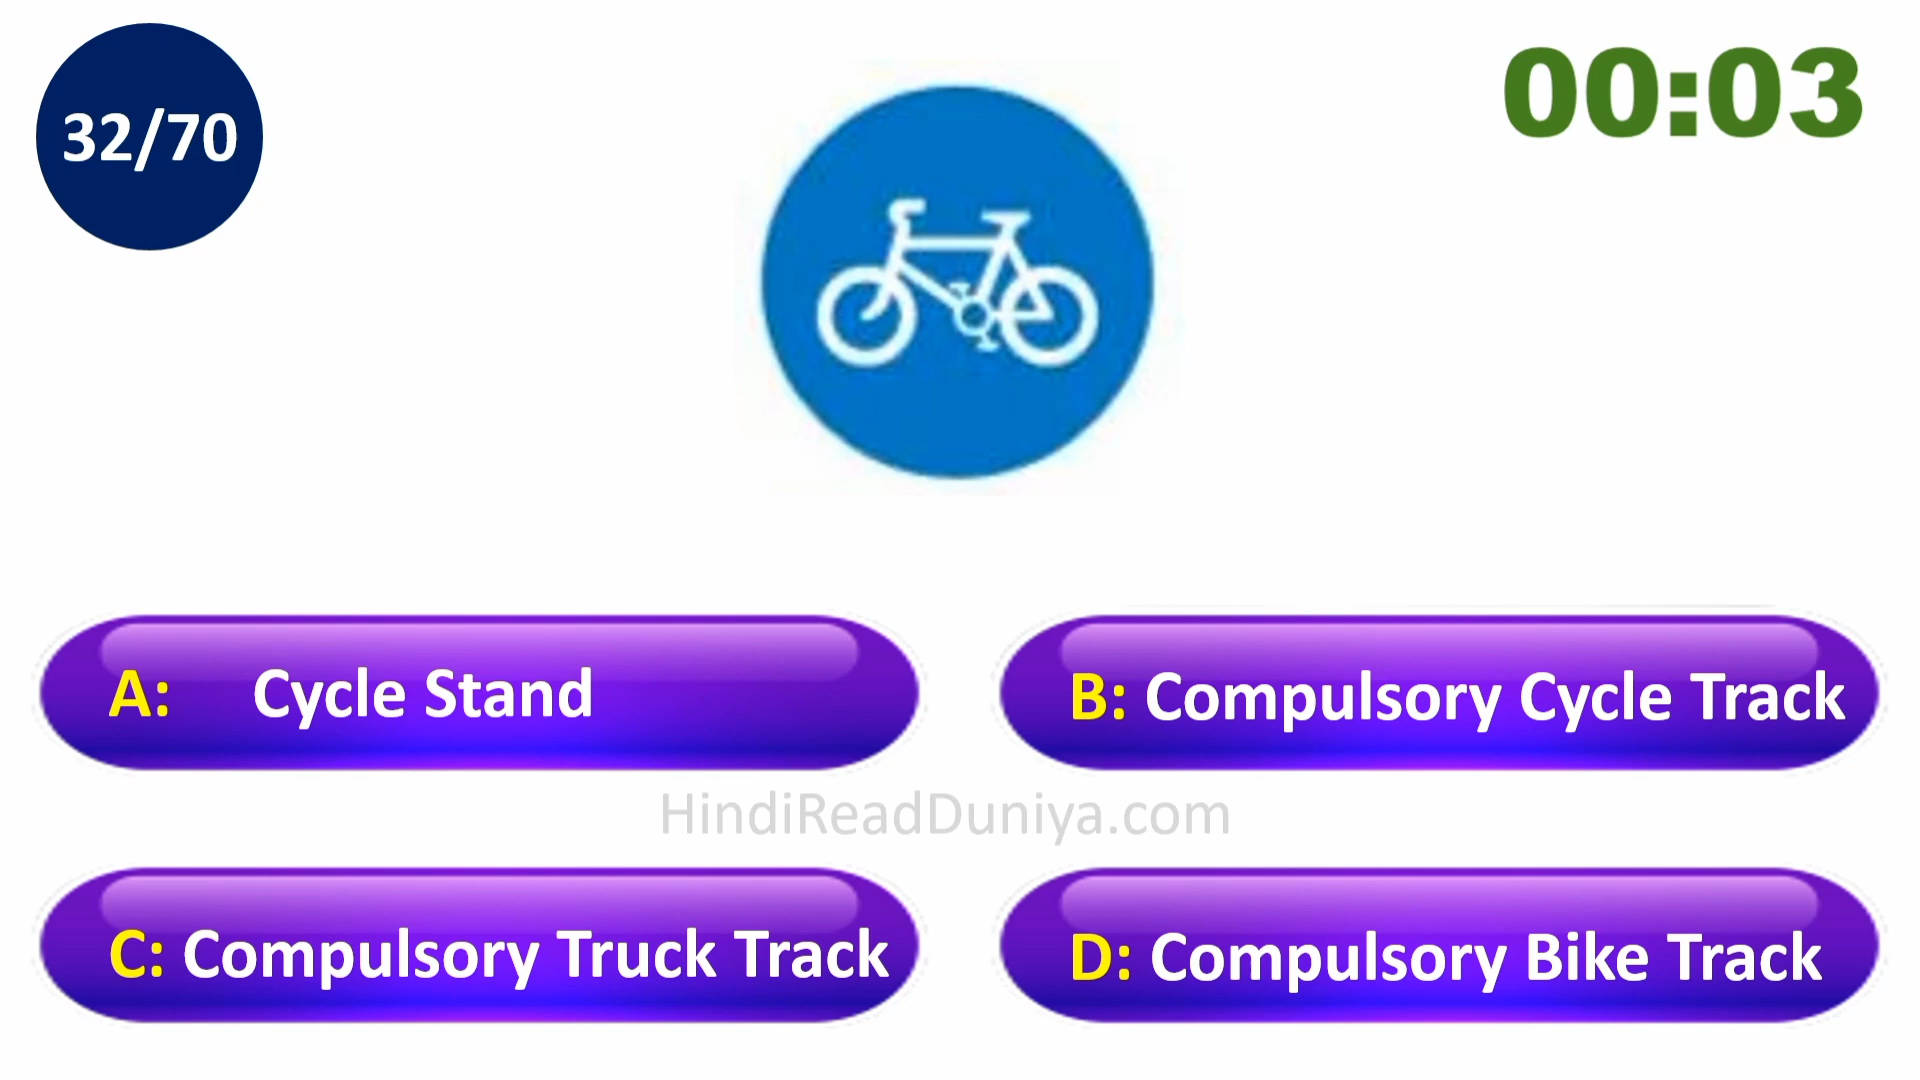 32/70
00:03
A: Cycle Stand
B: Compulsory Cycle Track
HindiReadDuniya.com
C: Compulsory Truck Track
D: Compulsory Bike Track